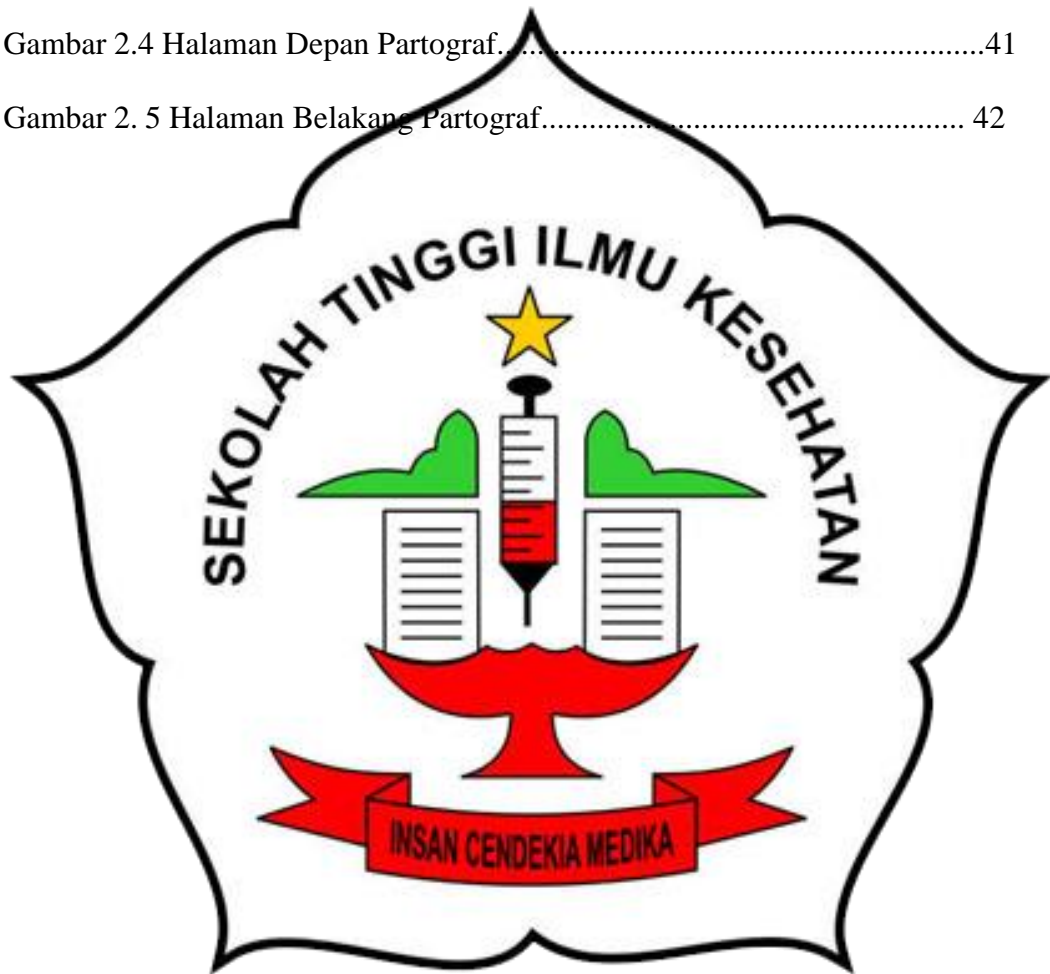 Gambar 2.4 Halaman Depan Partograf.............................................................41
Gambar 2. 5 Halaman Belakang Partograf..................................................... 42
SEKOLAH TINGGI ILMU KESEHATAN
INSAN CENDEKIA MEDIKA